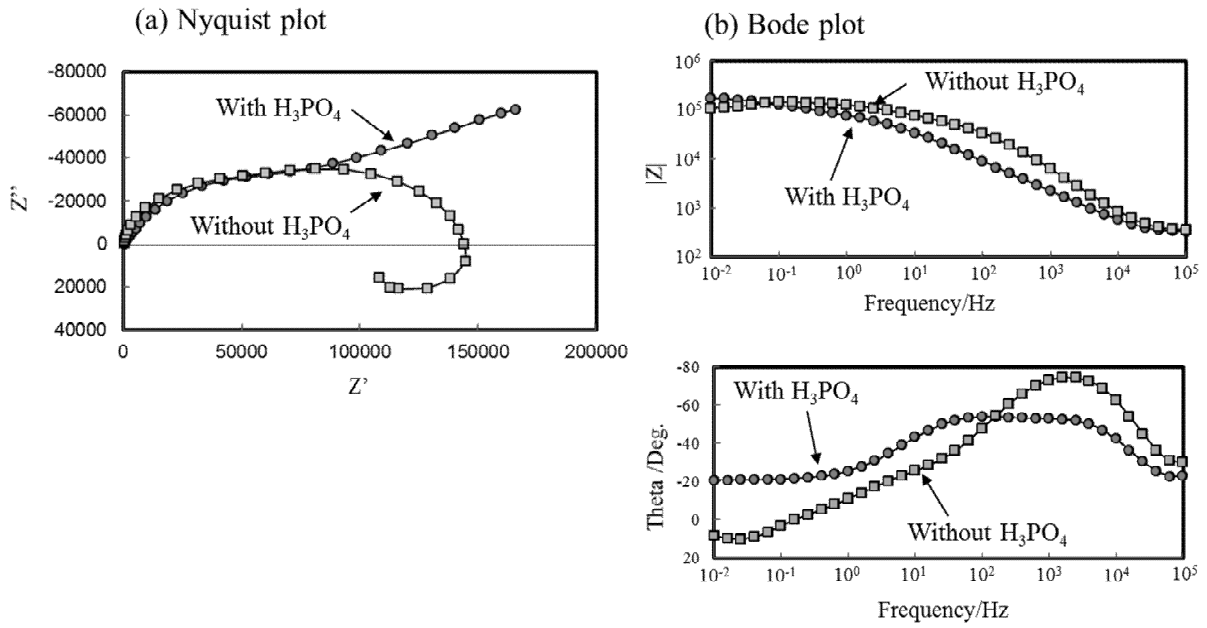 (a) Nyquist plot
-80000
-60000
-40000
-20000
0
20000
40000
Z’’
With H3PO4
Without H3PO4
0 50000 100000 150000 200000
Z’
(b) Bode plot
10^6
10^5
10^4
10^3
10^2
|Z|
Without H3PO4
With H3PO4
10^-2 10^-1 10^0 10^1 10^2 10^3 10^4 10^5
Frequency/Hz
-80
-60
-40
-20
0
20
Theta /Deg.
With H3PO4
Without H3PO4
10^-2 10^-1 10^0 10^1 10^2 10^3 10^4 10^5
Frequency/Hz